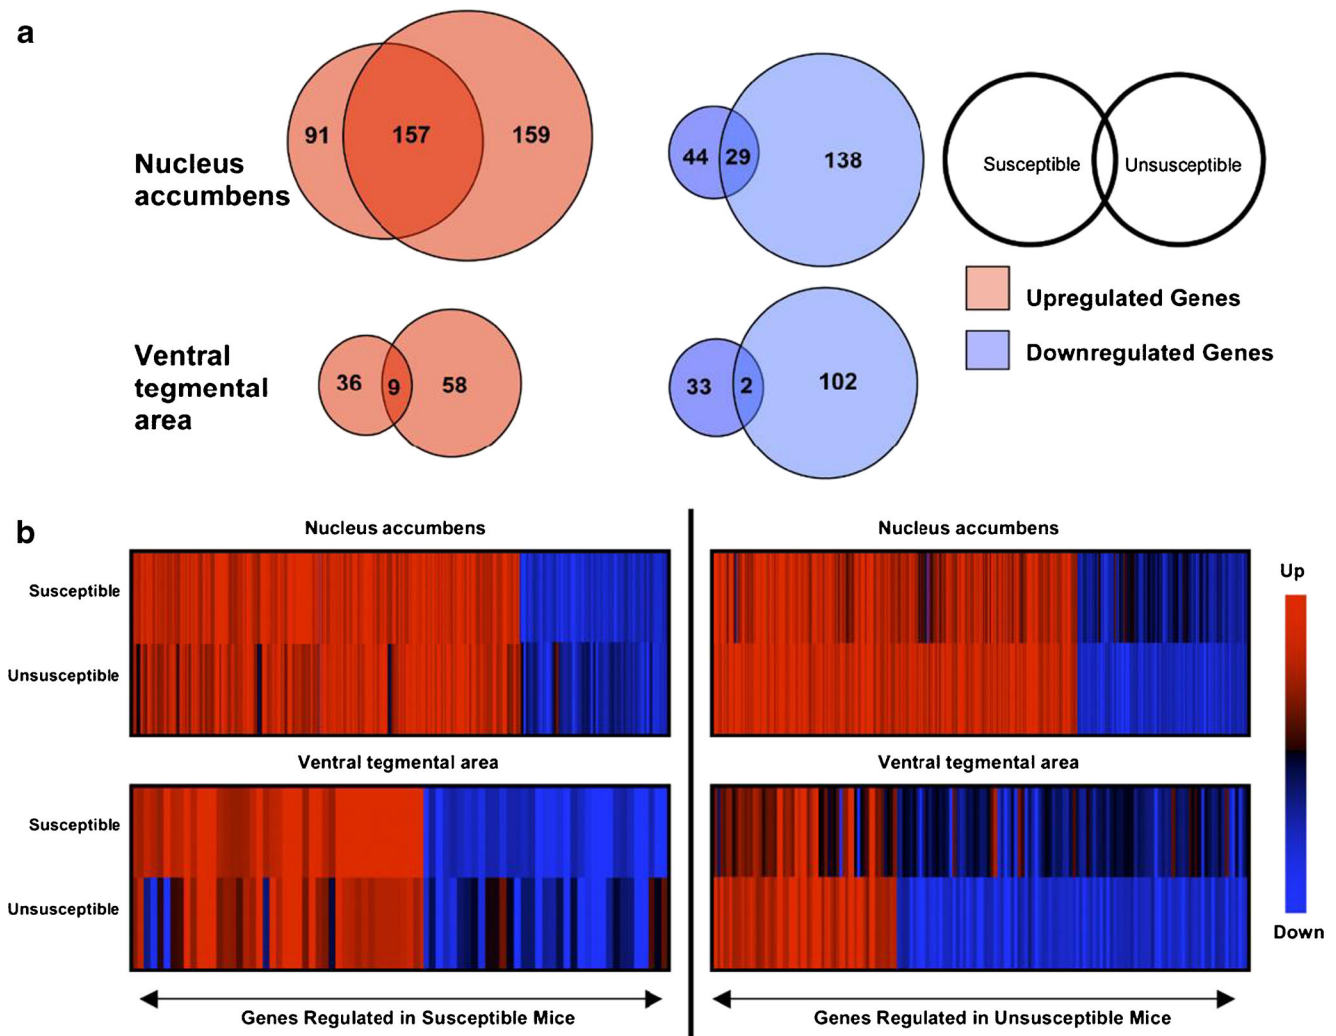 a
91
157
159
44
29
138
Susceptible
Unsusceptible
Nucleus
accumbens
Upregulated Genes
Downregulated Genes
Ventral
tegmental
area
36
9
58
33
2
102
b
Nucleus accumbens
Nucleus accumbens
Susceptible
Unsusceptible
Up
Ventral tegmental area
Ventral tegmental area
Susceptible
Unsusceptible
Down
Genes Regulated in Susceptible Mice
Genes Regulated in Unsusceptible Mice